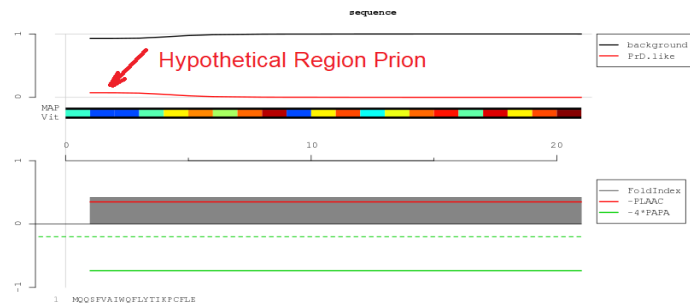 sequence
1
0
background
PrD.like
Hypothetical Region Prion
MAP
Vit
0 10 20
1
0
-1
FoldIndex
-PLAAC
-4*PAPA
1 MQQSFVAIWQFLYTIKPCFLE